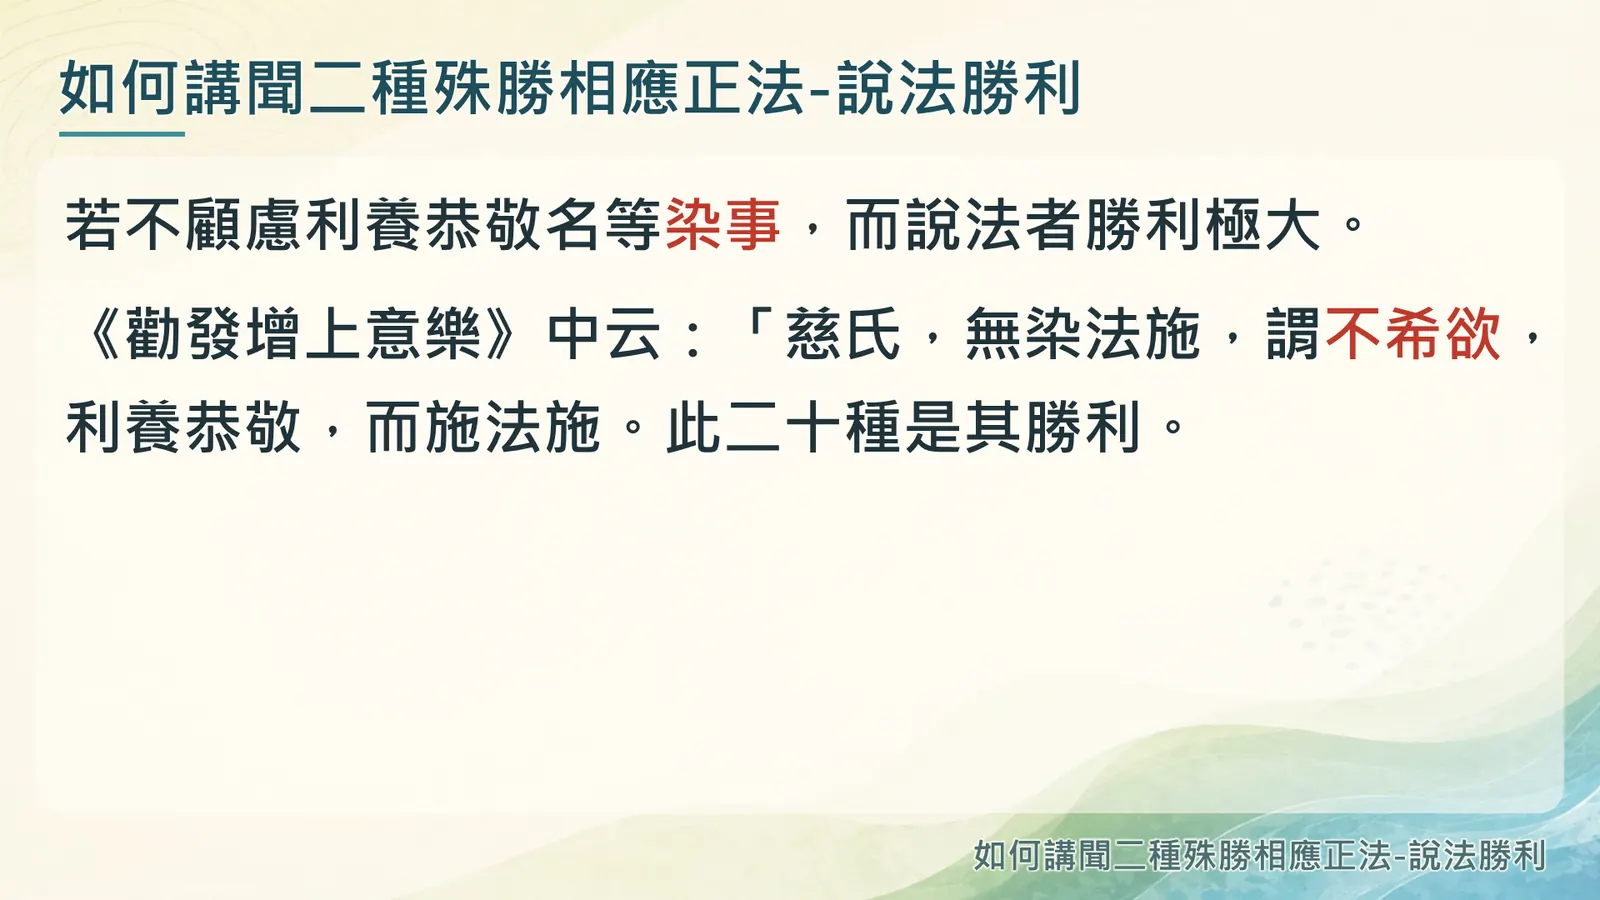 如何講聞二種殊勝相應正法-說法勝利
若不顧慮利養恭敬名等染事，而說法者勝利極大。
《勸發增上意樂》中云：「慈氏，無染法施，謂不希欲，
利養恭敬，而施法施。此二十種是其勝利。
如何講聞二種殊勝相應正法-說法勝利